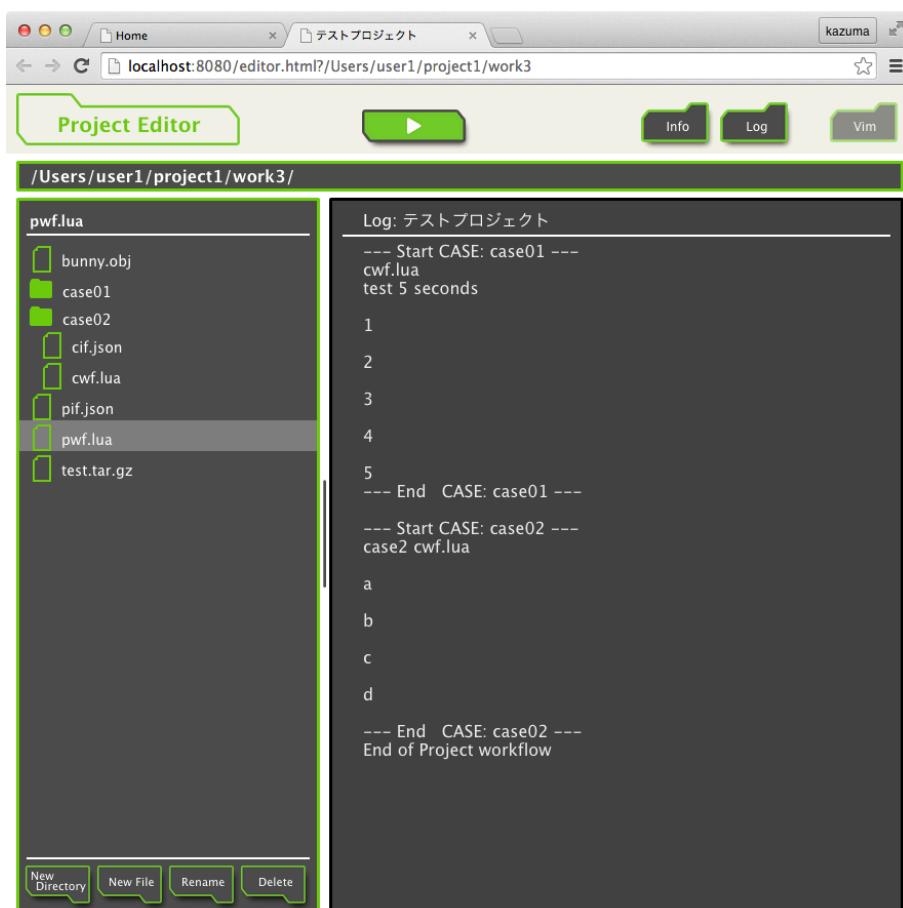 Home
テストプロジェクト
kazuma
localhost:8080/editor.html?/Users/user1/project1/work3
Project Editor
Info
Log
Vim
/Users/user1/project1/work3/
pwf.lua
bunny.obj
case01
case02
cif.json
cwf.lua
pif.json
pwf.lua
test.tar.gz
New
Directory
New File
Rename
Delete
Log: テストプロジェクト
--- Start CASE: case01 ---
cwf.lua
test 5 seconds
1
2
3
4
5
--- End   CASE: case01 ---
--- Start CASE: case02 ---
case2 cwf.lua
a
b
c
d
--- End   CASE: case02 ---
End of Project workflow